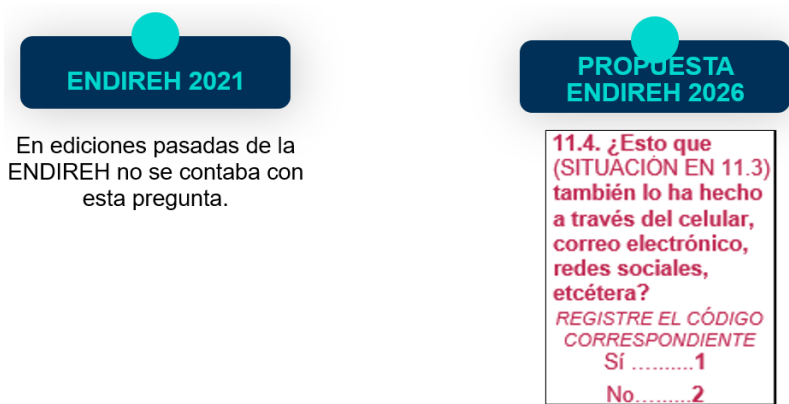 ENDIREH 2021
En ediciones pasadas de la
ENDIREH no se contaba con
esta pregunta.
PROPUESTA
ENDIREH 2026
11.4. ¿Esto que
(SITUACIÓN EN 11.3)
también lo ha hecho
a través del celular,
correo electrónico,
redes sociales,
etcétera?
REGISTRE EL CÓDIGO
CORRESPONDIENTE
Sí ..........1
No.........2